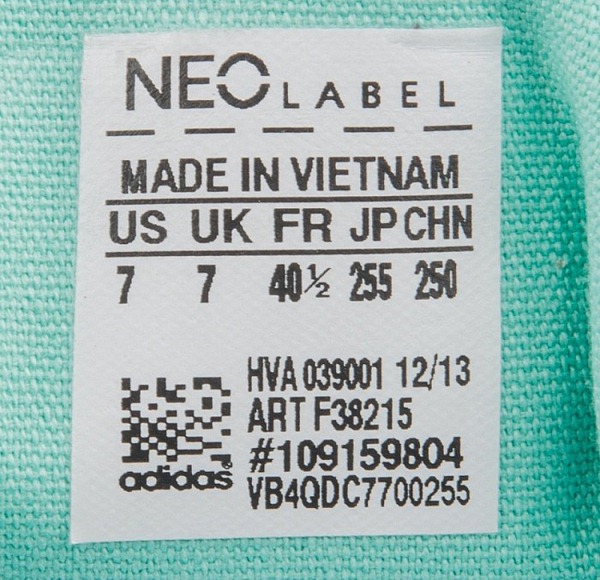 NEO LABEL
MADE IN VIETNAM
US UK FR JP CHN
7 7 40½ 255 250
HVA 039001 12/13
ART F38215
#109159804
adidas®
VB4QDC7700255